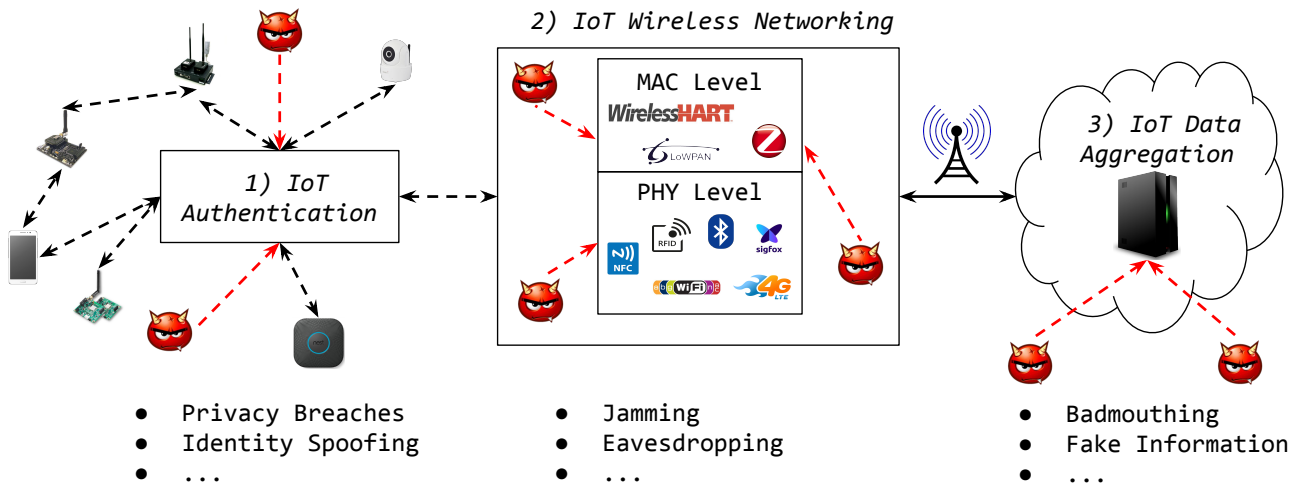 2) IoT Wireless Networking
MAC Level
WirelessHART
6LoWPAN
1) IoT
Authentication
PHY Level
NFC
RFID
sigfox
WiFi
4G
LTE
3) IoT Data
Aggregation
● Privacy Breaches
● Identity Spoofing
● ...
● Jamming
● Eavesdropping
● ...
● Badmouthing
● Fake Information
● ...